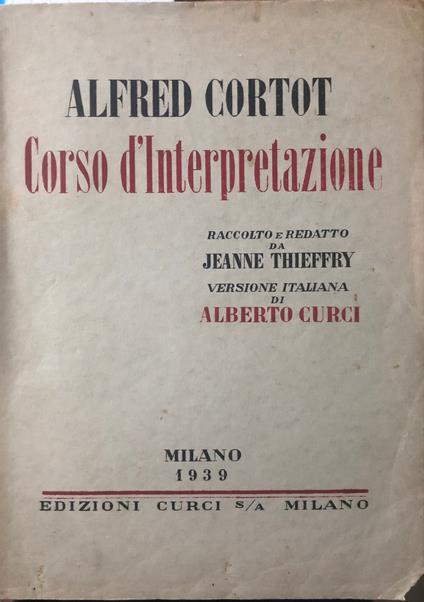 ALFRED CORTOT
Corso d'Interpretazione
RACCOLTO E REDATTO
DA
JEANNE THIEFFRY
VERSIONE ITALIANA
DI
ALBERTO CURCI
MILANO
1939
EDIZIONI CURCI S/A MILANO